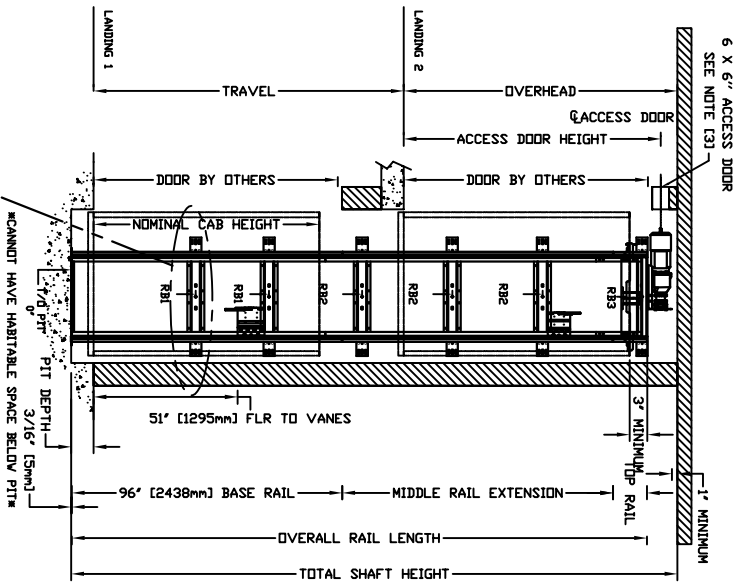 6 X 6" ACCESS DOOR
SEE NOTE [3]
LANDING 1
LANDING 2
TRAVEL
OVERHEAD
℄ACCESS DOOR
ACCESS DOOR HEIGHT
DOOR BY OTHERS
DOOR BY OTHERS
NOMINAL CAB HEIGHT
RB1
RB1
RB2
RB2
RB2
RB3
T/O PIT
0"
PIT DEPTH
3/16" [5mm]
*CANNOT HAVE HABITABLE SPACE BELOW PIT*
51" [1295mm] FLR TO VANES
3" MINIMUM
TOP RAIL
1" MINIMUM
96" [2438mm] BASE RAIL
MIDDLE RAIL EXTENSION
OVERALL RAIL LENGTH
TOTAL SHAFT HEIGHT